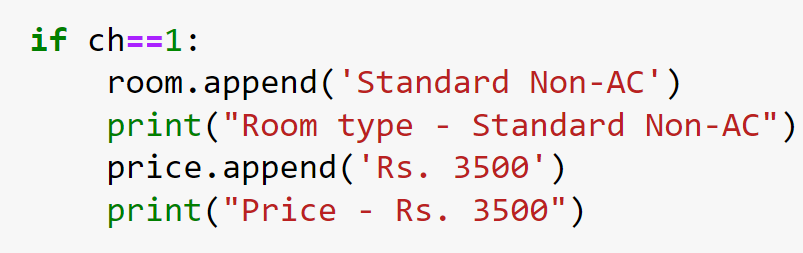 if ch==1:
    room.append('Standard Non-AC')
    print("Room type - Standard Non-AC")
    price.append('Rs. 3500')
    print("Price - Rs. 3500")